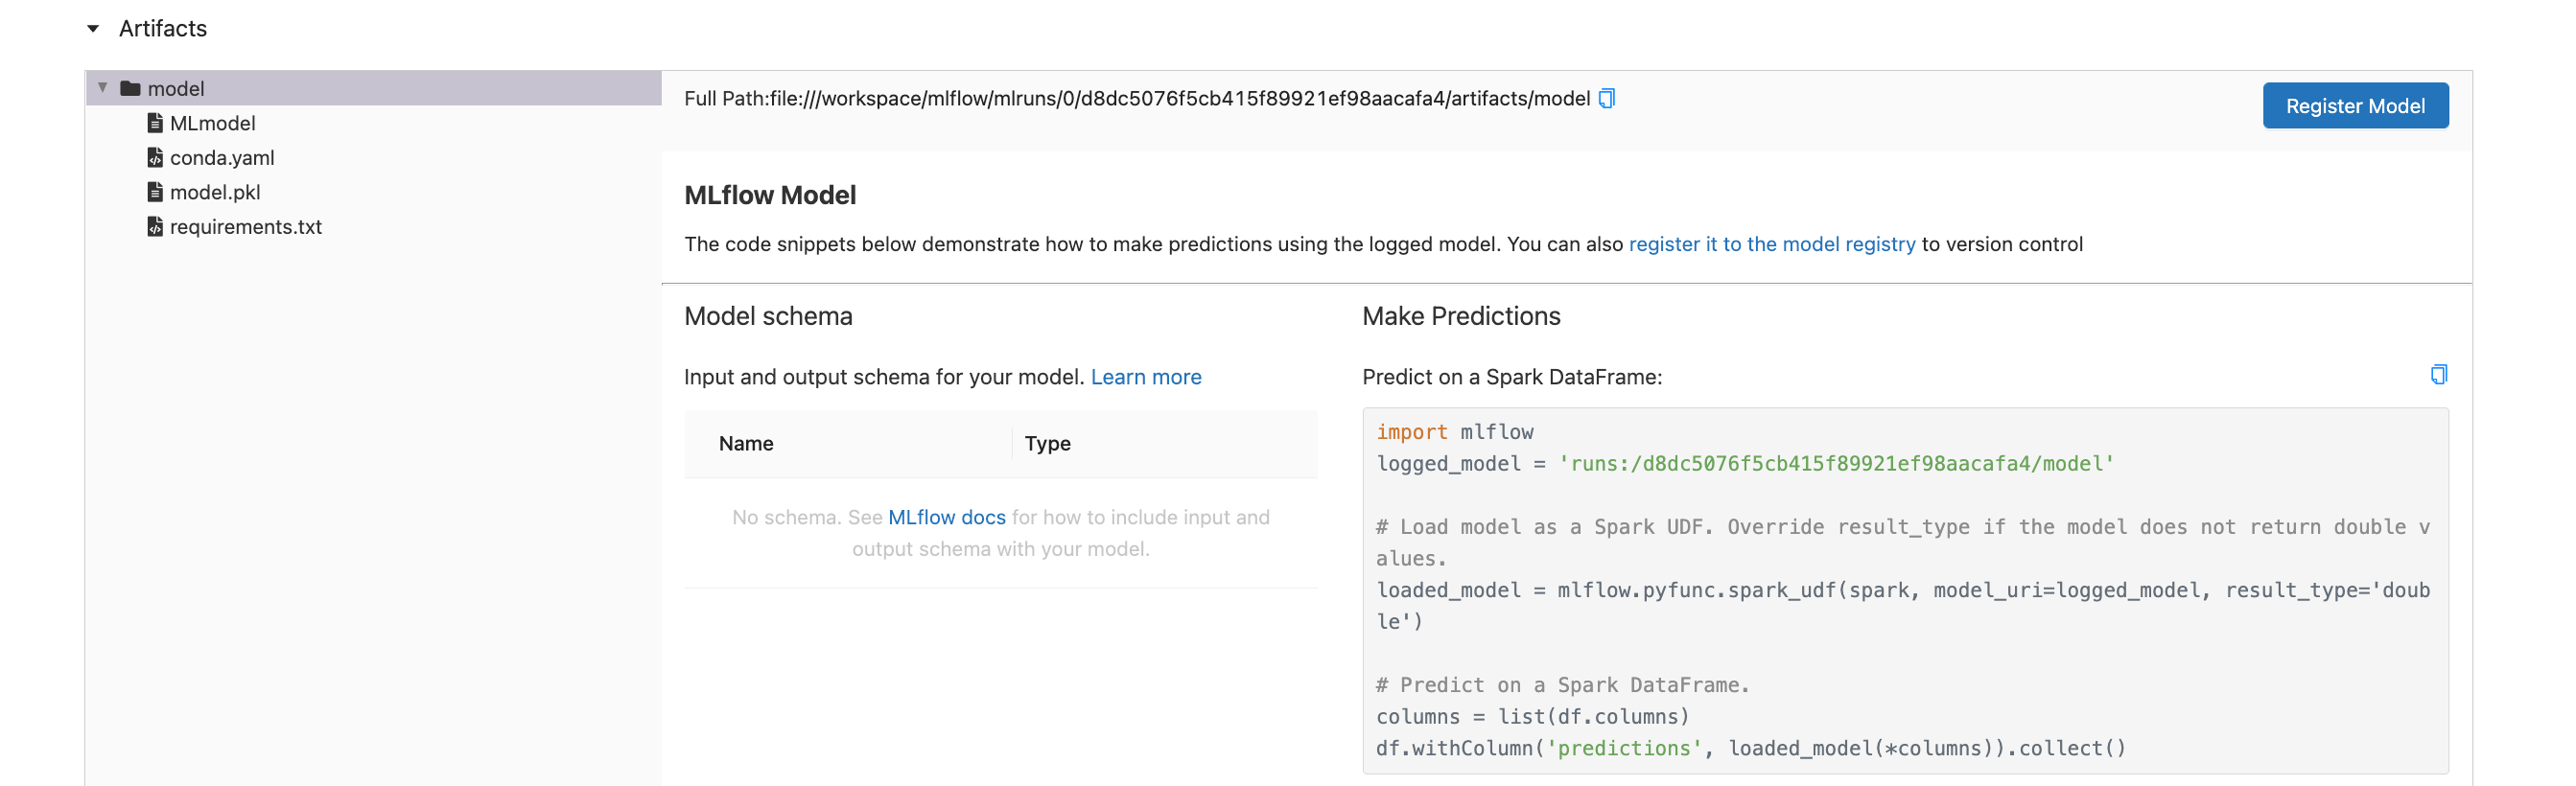 Artifacts
model
MLmodel
conda.yaml
model.pkl
requirements.txt
Full Path:file:///workspace/mlflow/mlruns/0/d8dc5076f5cb415f89921ef98aacafa4/artifacts/model
Register Model
MLflow Model
The code snippets below demonstrate how to make predictions using the logged model. You can also register it to the model registry to version control
Model schema
Input and output schema for your model. Learn more
Name Type
No schema. See MLflow docs for how to include input and
output schema with your model.
Make Predictions
Predict on a Spark DataFrame:
import mlflow
logged_model = 'runs:/d8dc5076f5cb415f89921ef98aacafa4/model'
# Load model as a Spark UDF. Override result_type if the model does not return double v
alues.
loaded_model = mlflow.pyfunc.spark_udf(spark, model_uri=logged_model, result_type='doub
le')
# Predict on a Spark DataFrame.
columns = list(df.columns)
df.withColumn('predictions', loaded_model(*columns)).collect()